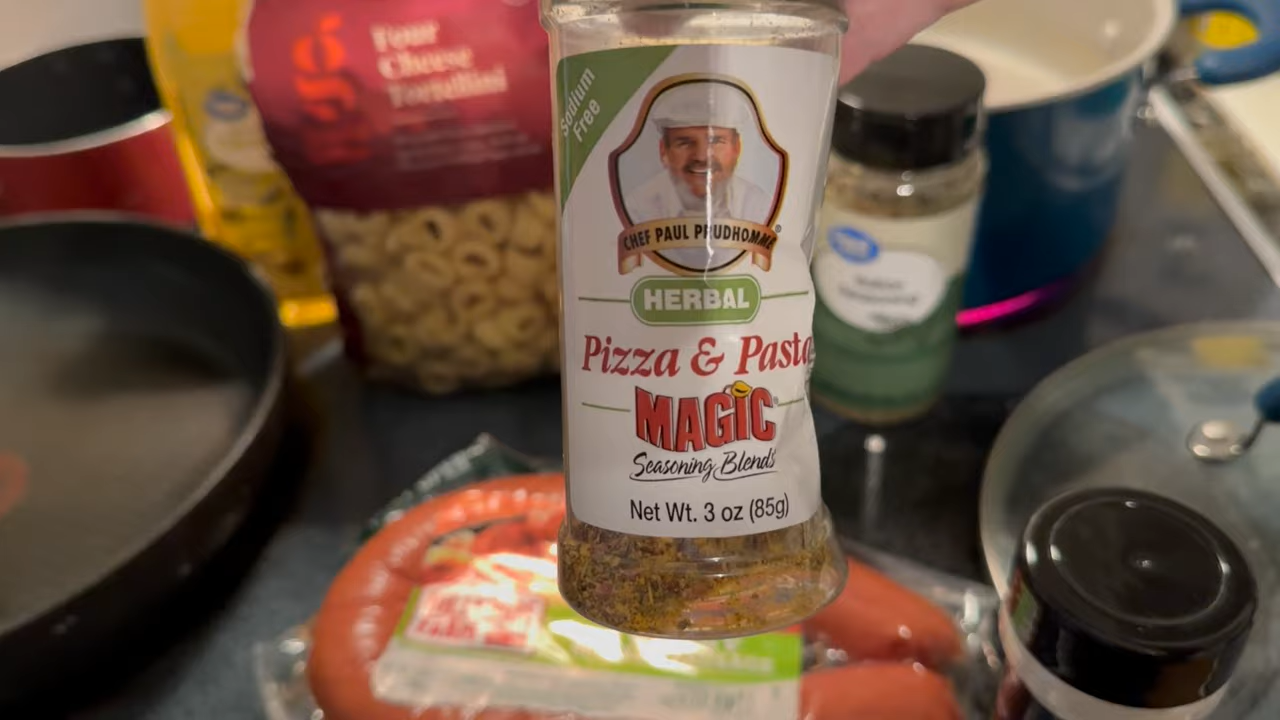 Four
Cheese
Tortellini
Sodium
Free
CHEF PAUL PRUDHOMME®
HERBAL
Pizza & Pasta
MAGIC®
Seasoning Blends®
Net Wt. 3 oz (85g)